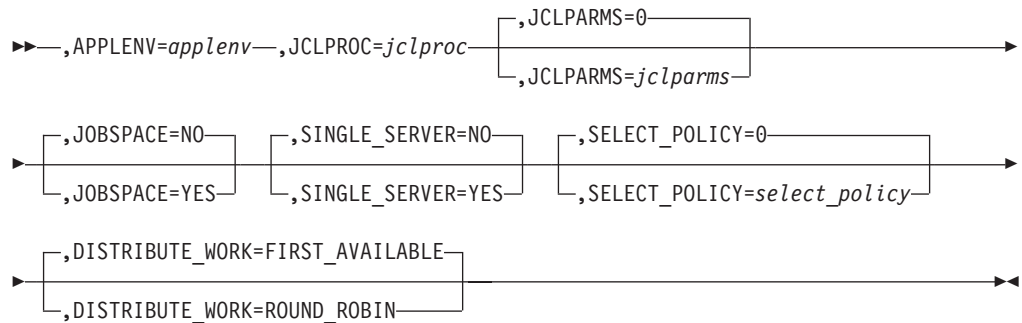 ,JCLPARMS=0
,APPLENV=applenv ,JCLPROC=jclproc
,JCLPARMS=jclparms
,JOBSPACE=NO ,SINGLE_SERVER=NO ,SELECT_POLICY=0
,JOBSPACE=YES ,SINGLE_SERVER=YES ,SELECT_POLICY=select_policy
,DISTRIBUTE_WORK=FIRST_AVAILABLE
,DISTRIBUTE_WORK=ROUND_ROBIN